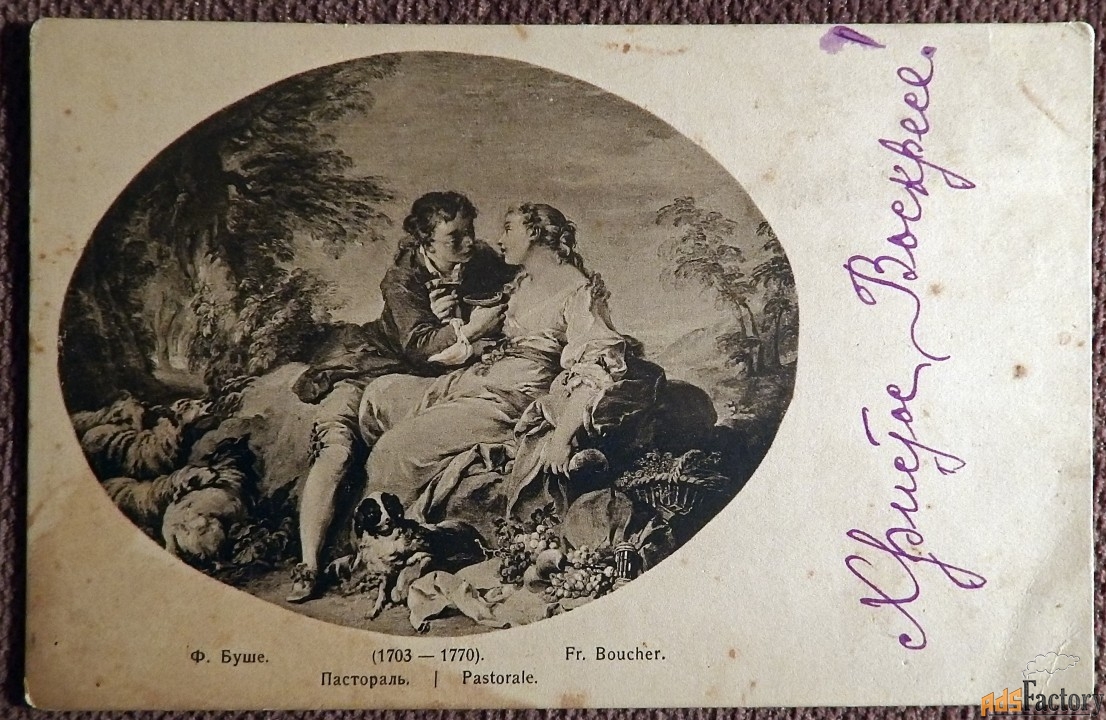 Христос Воскресе!
Ф. Буше. (1703 — 1770). Fr. Boucher.
Пастораль. | Pastorale.
AdsFactory